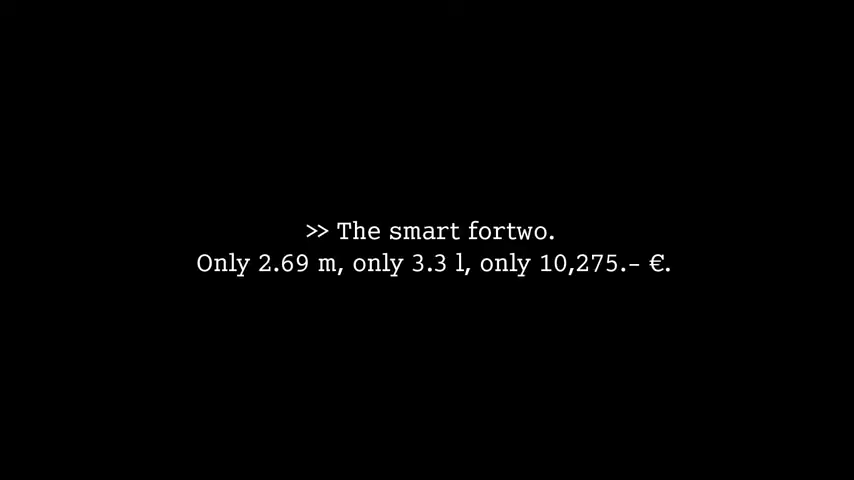 >> The smart fortwo.
Only 2.69 m, only 3.3 l, only 10,275.– €.